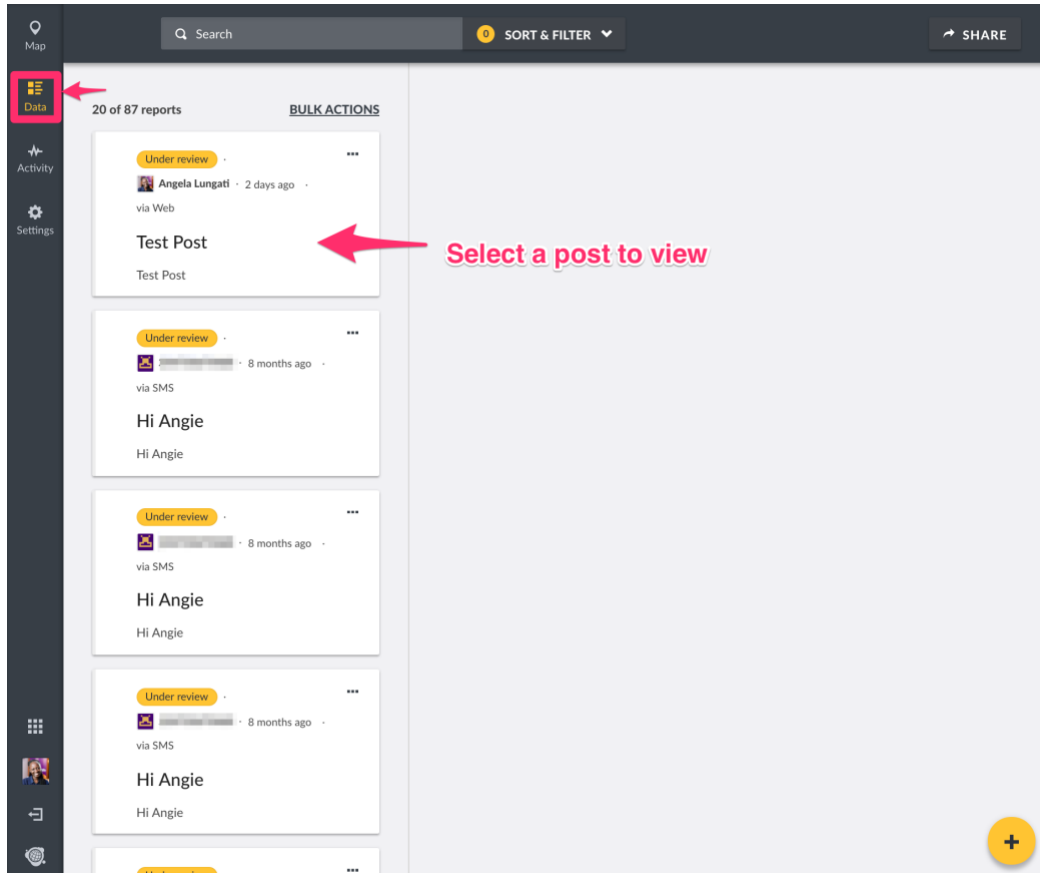 Map
Search
0 SORT & FILTER
SHARE
Data
Activity
Settings
20 of 87 reports
BULK ACTIONS
Under review ·
Angela Lungati · 2 days ago ·
via Web
Test Post
Test Post
Select a post to view
Under review ·
· 8 months ago ·
via SMS
Hi Angie
Hi Angie
Under review ·
· 8 months ago ·
via SMS
Hi Angie
Hi Angie
Under review ·
· 8 months ago ·
via SMS
Hi Angie
Hi Angie
Under review